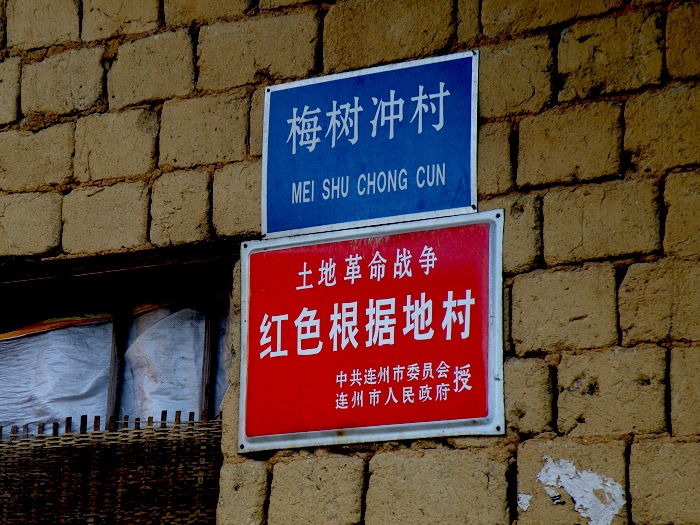 梅树冲村
MEI SHU CHONG CUN
土地革命战争
红色根据地村
中共连州市委员会
连州市人民政府 授